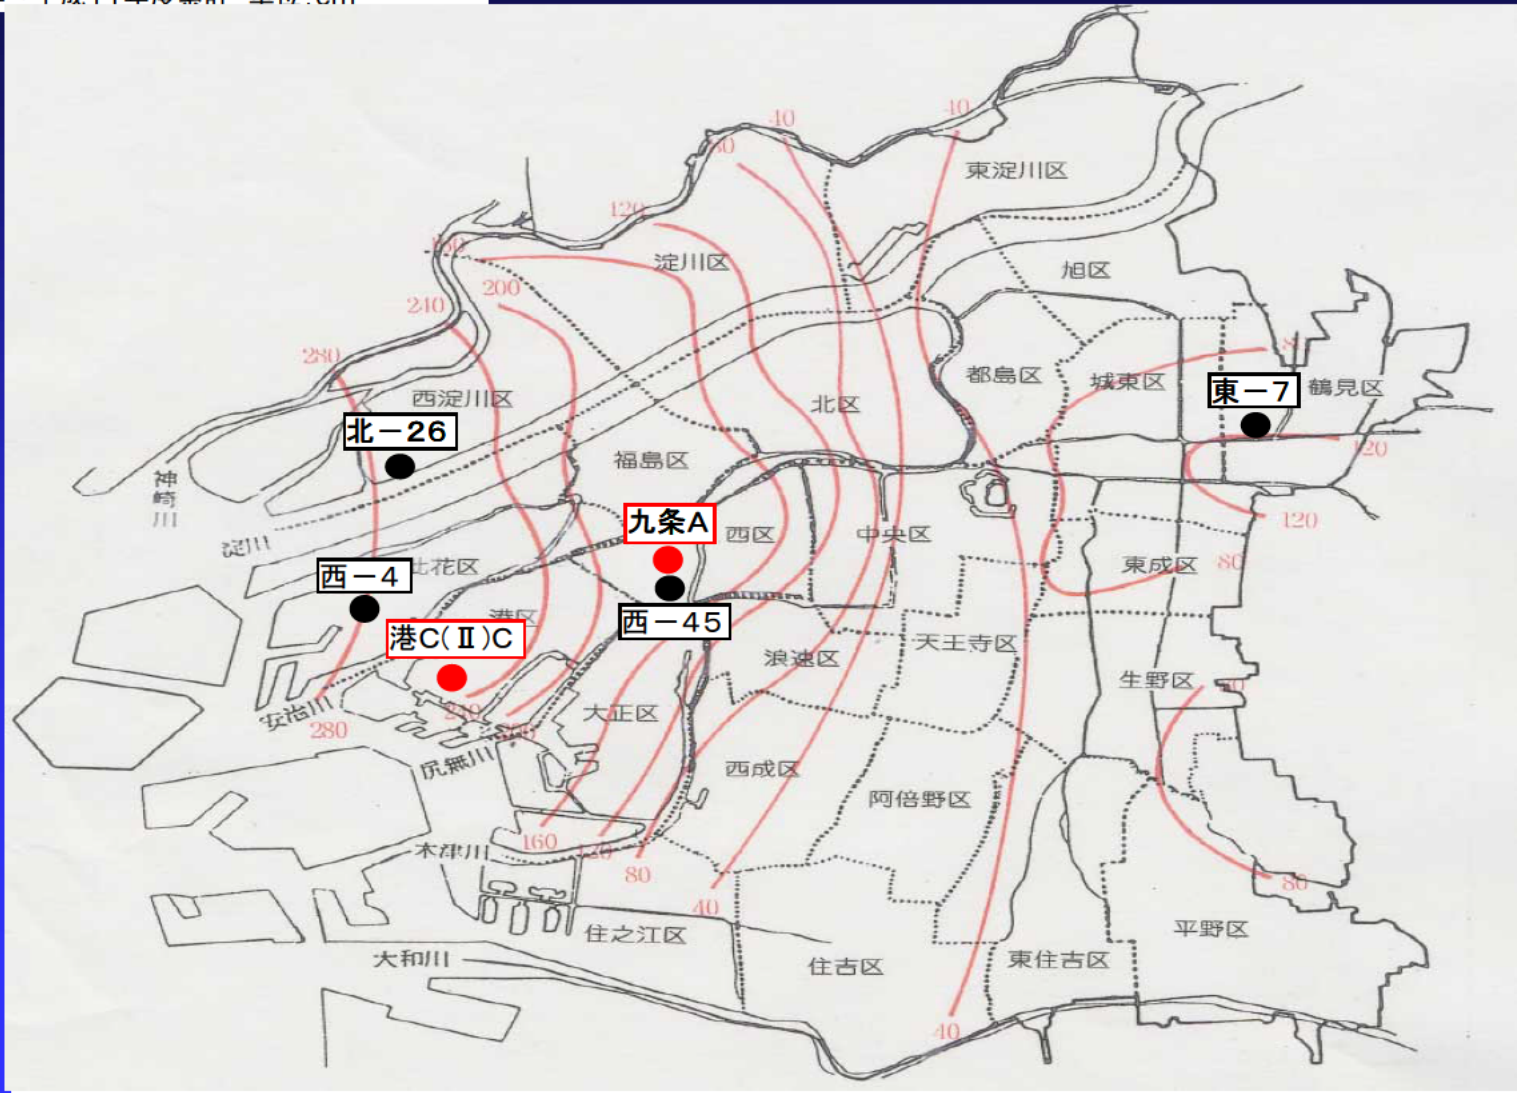 40
40
80
東淀川区
120
淀川区
160
旭区
200
240
280
西淀川区
都島区
城東区
東－7
鶴見区
北区
北－26
120
福島区
神崎川
九条A
西区
中央区
120
淀川
此花区
西－4
東成区
80
港区
西－45
港C(Ⅱ)C
浪速区
天王寺区
生野区
80
安治川
280
240
200
大正区
尻無川
西成区
阿倍野区
木津川
160
120
80
80
40
住之江区
平野区
大和川
住吉区
東住吉区
40